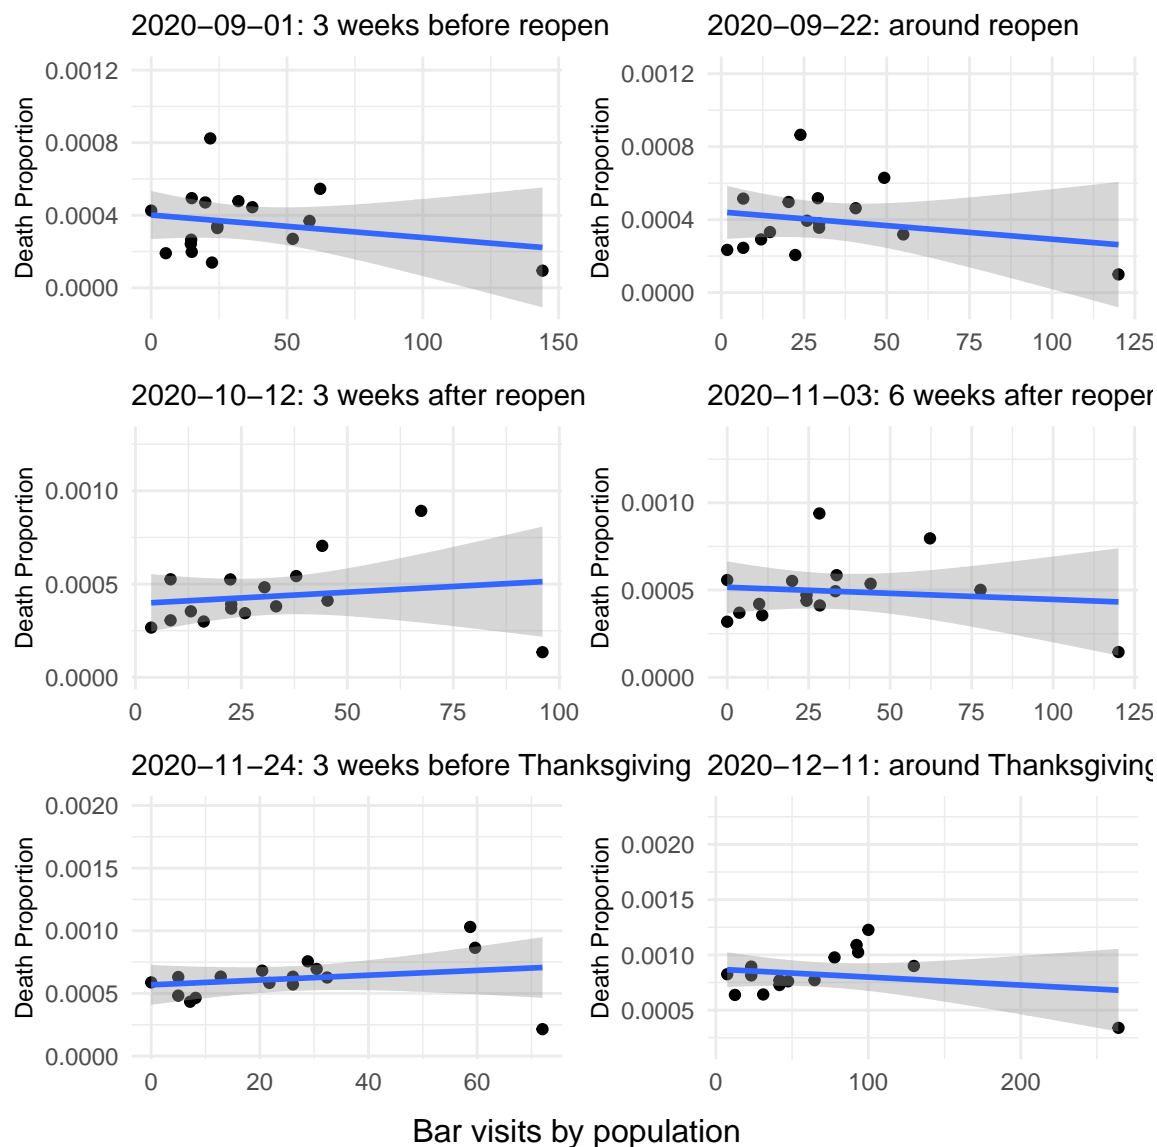 2020−09−01: 3 weeks before reopen
2020−09−22: around reopen
Death Proportion
0.0012
0.0008
0.0004
0.0000
0 50 100 150
Death Proportion
0.0012
0.0008
0.0004
0.0000
0 25 50 75 100 125
2020−10−12: 3 weeks after reopen
2020−11−03: 6 weeks after reopen
Death Proportion
0.0010
0.0005
0.0000
0 25 50 75 100
Death Proportion
0.0010
0.0005
0.0000
0 25 50 75 100 125
2020−11−24: 3 weeks before Thanksgiving
2020−12−11: around Thanksgiving
Death Proportion
0.0020
0.0015
0.0010
0.0005
0.0000
0 20 40 60
Death Proportion
0.0020
0.0015
0.0010
0.0005
0 100 200
Bar visits by population